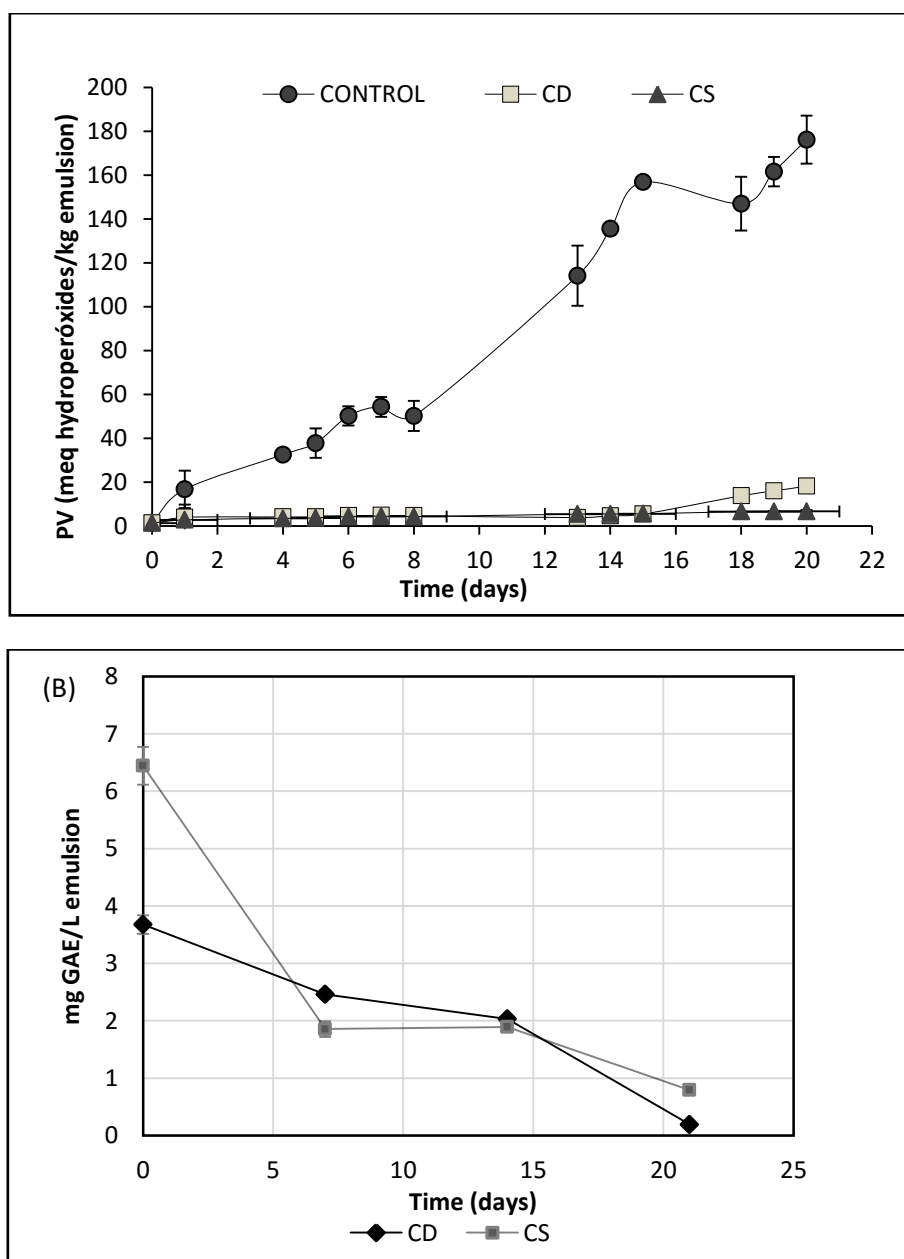 CONTROL CD CS
200
180
160
140
120
100
80
60
40
20
0
PV (meq hydroperóxides/kg emulsion)
0 2 4 6 8 10 12 14 16 18 20 22
Time (days)
(B)
8
7
6
5
4
3
2
1
0
mg GAE/L emulsion
0 5 10 15 20 25
Time (days)
CD CS